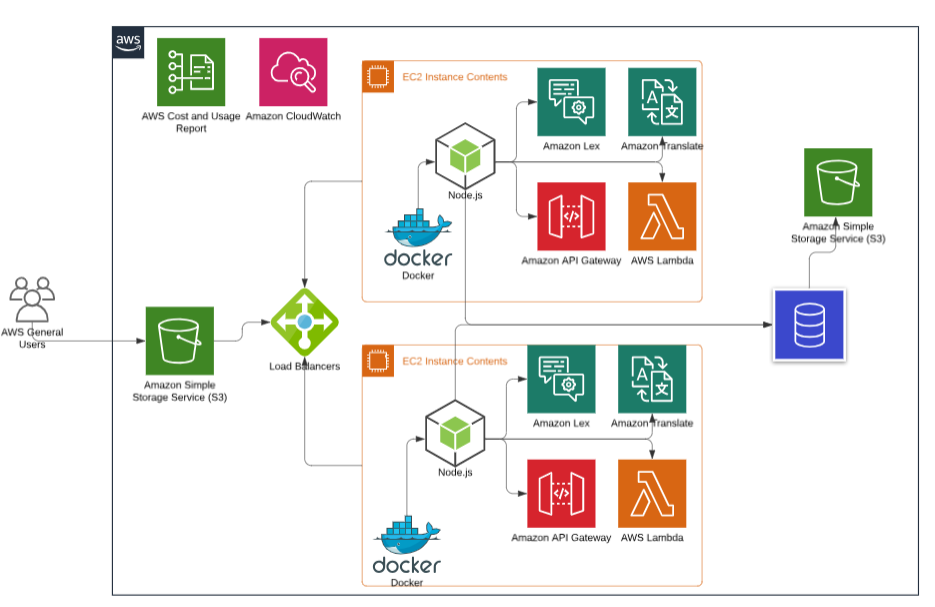 aws
AWS Cost and Usage
Report
Amazon CloudWatch
EC2 Instance Contents
Amazon Lex
Amazon Translate
Node.js
docker
Docker
Amazon API Gateway
AWS Lambda
Amazon Simple
Storage Service (S3)
AWS General
Users
Amazon Simple
Storage Service (S3)
Load Balancers
EC2 Instance Contents
Amazon Lex
Amazon Translate
Node.js
Amazon API Gateway
AWS Lambda
docker
Docker